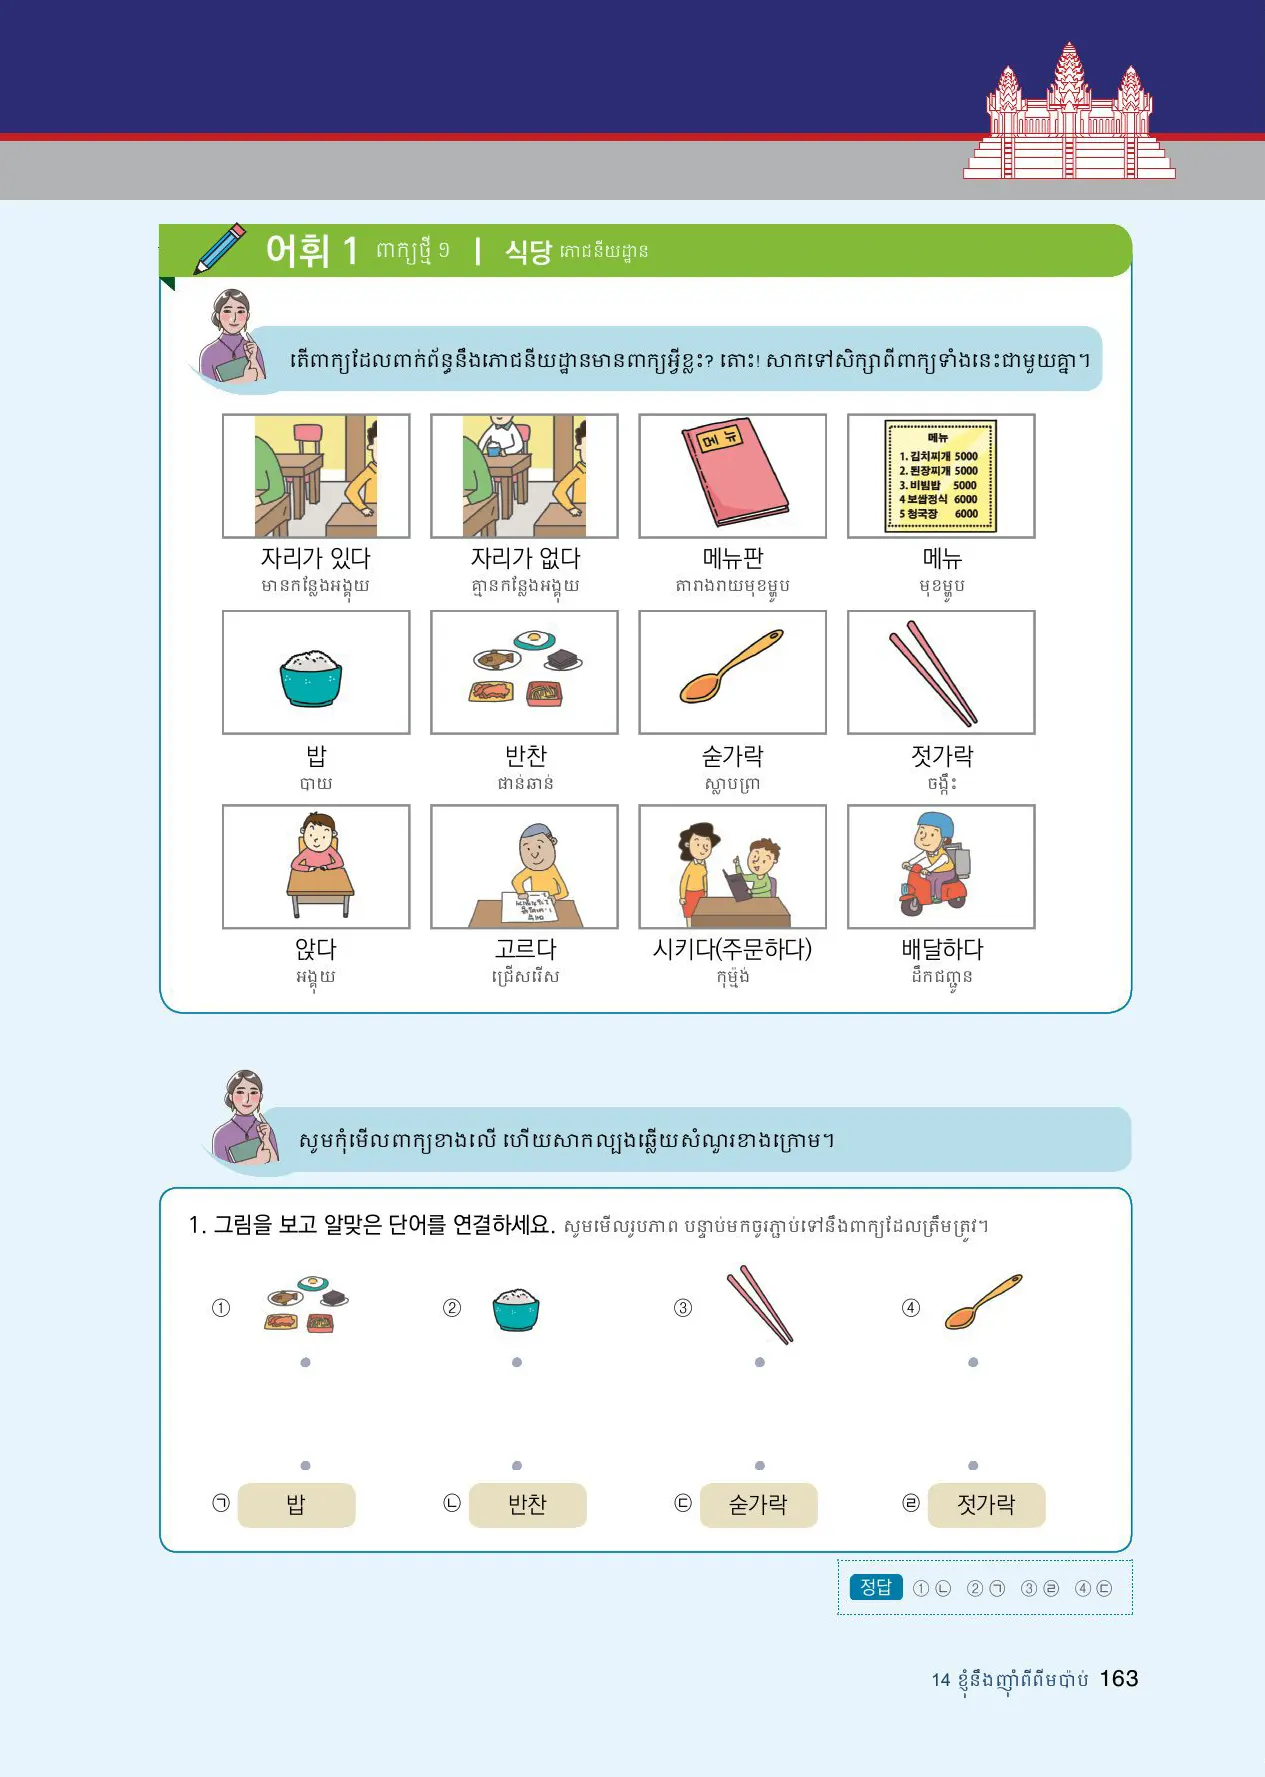 어휘 1 ពាក្យថ្មី ១ | 식당 ភោជនីយដ្ឋាន
តើពាក្យដែលពាក់ព័ន្ធនឹងភោជនីយដ្ឋានមានពាក្យអ្វីខ្លះ? តោះ! សាកទៅសិក្សាពីពាក្យទាំងនេះជាមួយគ្នា។
메뉴
메뉴
1. 김치찌개 5000
2. 된장찌개 5000
3. 비빔밥 5000
4 보쌈정식 6000
5 청국장 6000
자리가 있다 자리가 없다 메뉴판 메뉴
មានកន្លែងអង្គុយ គ្មានកន្លែងអង្គុយ តារាងរាយមុខម្ហូប មុខម្ហូប
밥 반찬 숟가락 젓가락
បាយ ផាន់ឆាន់ ស្លាបព្រា ចង្កឹះ
앉다 고르다 시키다(주문하다) 배달하다
អង្គុយ ជ្រើសរើស កុម្ម៉ង់ ដឹកជញ្ជូន
សូមកុំមើលពាក្យខាងលើ ហើយសាកល្បងឆ្លើយសំណួរខាងក្រោម។
1. 그림을 보고 알맞은 단어를 연결하세요. សូមមើលរូបភាព បន្ទាប់មកចូរភ្ជាប់ទៅនឹងពាក្យដែលត្រឹមត្រូវ។
① ② ③ ④
㉠ 밥 ㉡ 반찬 ㉢ 숟가락 ㉣ 젓가락
정답 ①㉡ ②㉠ ③㉣ ④㉢
14 ខ្ញុំនឹងញ៉ាំពីពីមបាប់ 163